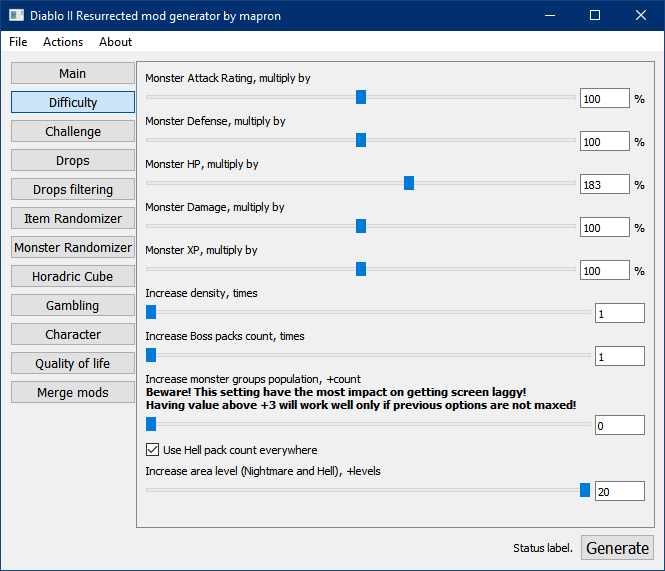 Diablo II Resurrected mod generator by mapron
File Actions About
Main
Difficulty
Challenge
Drops
Drops filtering
Item Randomizer
Monster Randomizer
Horadric Cube
Gambling
Character
Quality of life
Merge mods
Monster Attack Rating, multiply by
100 %
Monster Defense, multiply by
100 %
Monster HP, multiply by
183 %
Monster Damage, multiply by
100 %
Monster XP, multiply by
100 %
Increase density, times
1
Increase Boss packs count, times
1
Increase monster groups population, +count
Beware! This setting have the most impact on getting screen laggy!
Having value above +3 will work well only if previous options are not maxed!
0
Use Hell pack count everywhere
Increase area level (Nightmare and Hell), +levels
20
Status label. Generate